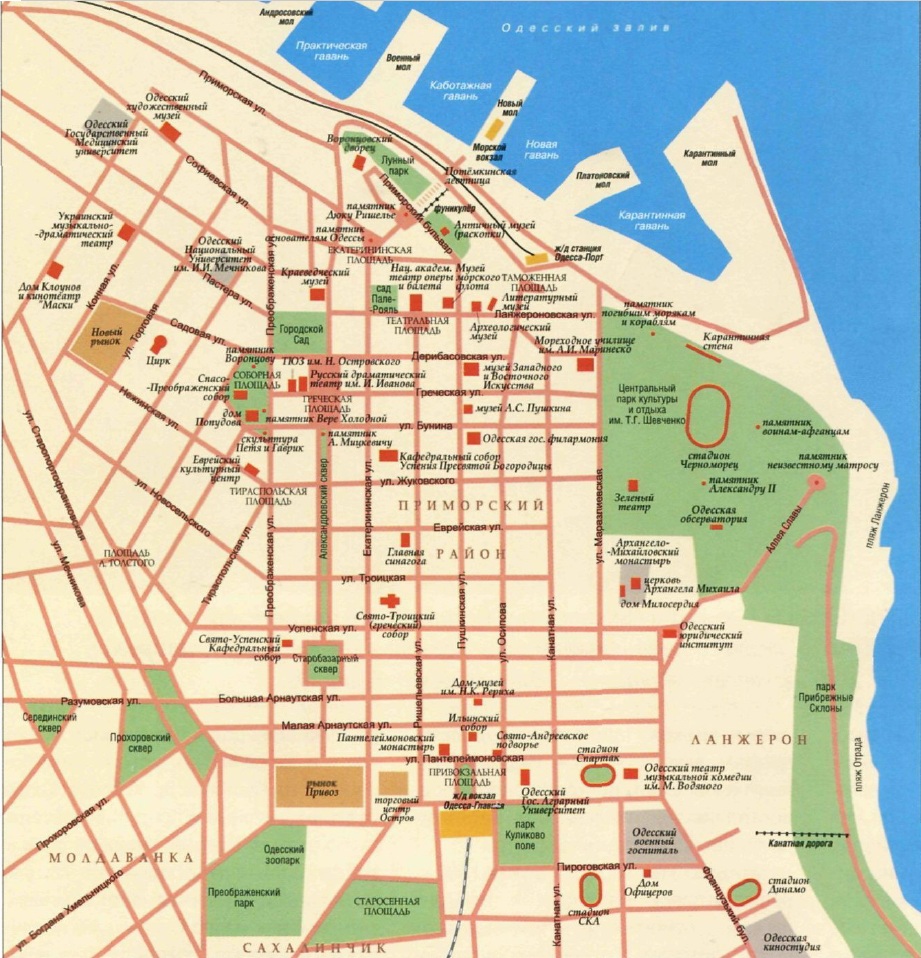 Андросовский
мол
Практическая
гавань
Военный
мол
Одесский залив
Каботажная
гавань
Новый
мол
Морской
вокзал
Новая
гавань
Платоновский
мол
Карантинный
мол
Карантинная
гавань
Приморская ул.
Одесский
художественный
музей
Одесский
Государственный
Медицинский
университет
Софиевская ул.
Воронцовский
дворец
Лунный
парк
Потёмкинская
лестница
Приморский бульвар
фуникулёр
памятник
Дюку Ришелье
Античный музей
(раскопки)
памятник
основателям Одессы
ЕКАТЕРИНИНСКАЯ
ПЛОЩАДЬ
ж/д станция
Одесса-Порт
Украинский
музыкально-
-драматический
театр
Одесский
Национальный
Университет
им. И.И. Мечникова
Дом Клоунов
и кинотеатр
"Маски"
Конная ул.
Пастера ул.
Преображенская ул.
Краеведческий
музей
Нац. академ.
театр оперы
и балета
Музей
морского
флота
ТАМОЖЕННАЯ
ПЛОЩАДЬ
Литературный
музей
Ланжероновская ул.
сад
Пале-
-Рояль
ТЕАТРАЛЬНАЯ
ПЛОЩАДЬ
Археологический
музей
Мореходное училище
им. А.И. Маринеско
памятник
погибшим морякам
и кораблям
Карантинная
стена
Новый
рынок
ул. Торговая
Садовая ул.
Цирк
Городской
Сад
Дерибасовская ул.
памятник
Воронцову
ТЮЗ им. Н. Островского
Русский драматический
театр им. И. Иванова
музей Западного
и Восточного
Искусства
СОБОРНАЯ
ПЛОЩАДЬ
Спасо-
-Преображенский
собор
Греческая ул.
ГРЕЧЕСКАЯ
ПЛОЩАДЬ
музей А.С. Пушкина
Центральный
парк культуры
и отдыха
им. Т.Г. Шевченко
Нежинская ул.
дом
Попудова
памятник Вере Холодной
ул. Бунина
скульптура
Петя и Гаврик
памятник
А. Мицкевичу
Одесская гос. филармония
памятник
воинам-афганцам
стадион
Черноморец
памятник
неизвестному матросу
Еврейский
культурный
центр
Кафедральный собор
Успения Пресвятой Богородицы
ул. Жуковского
памятник
Александру II
ул. Старопортофранковская
ул. Новосельского
ТИРАСПОЛЬСКАЯ
ПЛОЩАДЬ
Александровский сквер
Екатерининская ул.
ПРИМОРСКИЙ
РАЙОН
Зеленый
театр
Одесская
обсерватория
Аллея Славы
пляж Ланжерон
ул. Маразлиевская
Еврейская ул.
Главная
синагога
ул. Мечникова
ПЛОЩАДЬ
Л. ТОЛСТОГО
Тираспольская ул.
Преображенская ул.
ул. Троицкая
Архангело-
-Михайловский
монастырь
церковь
Архангела Михаила
дом Милосердия
Свято-Троицкий
(греческий)
собор
Пушкинская ул.
ул. Осипова
Канатная ул.
Успенская ул.
Свято-Успенский
Кафедральный
собор
Старобазарный
сквер
Ришельевская ул.
Одесский
юридический
институт
Разумовская ул.
Большая Арнаутская ул.
Дом-музей
им. Н.К. Рериха
парк
Прибрежные
Склоны
Серединский
сквер
Прохоровский
сквер
Малая Арнаутская ул.
Ильинский
собор
Пантелеймоновский
монастырь
Свято-Андреевское
подворье
ЛАНЖЕРОН
пляж Отрада
ул. Пантелеймоновская
стадион
Спартак
Одесский театр
музыкальной комедии
им. М. Водяного
рынок
Привоз
торговый
центр
Остров
ПРИВОКЗАЛЬНАЯ
ПЛОЩАДЬ
ж/д вокзал
Одесса-Главная
Одесский
Гос. Аграрный
Университет
парк
Куликово
поле
Одесский
военный
госпиталь
Канатная дорога
Прохоровская ул.
МОЛДАВАНКА
Одесский
зоопарк
Преображенский
парк
СТАРОСЕННАЯ
ПЛОЩАДЬ
Пироговская ул.
Дом
Офицеров
стадион
СКА
Канатная ул.
Французский бул.
стадион
Динамо
Одесская
киностудия
ул. Богдана Хмельницкого
САХАЛИНЧИК